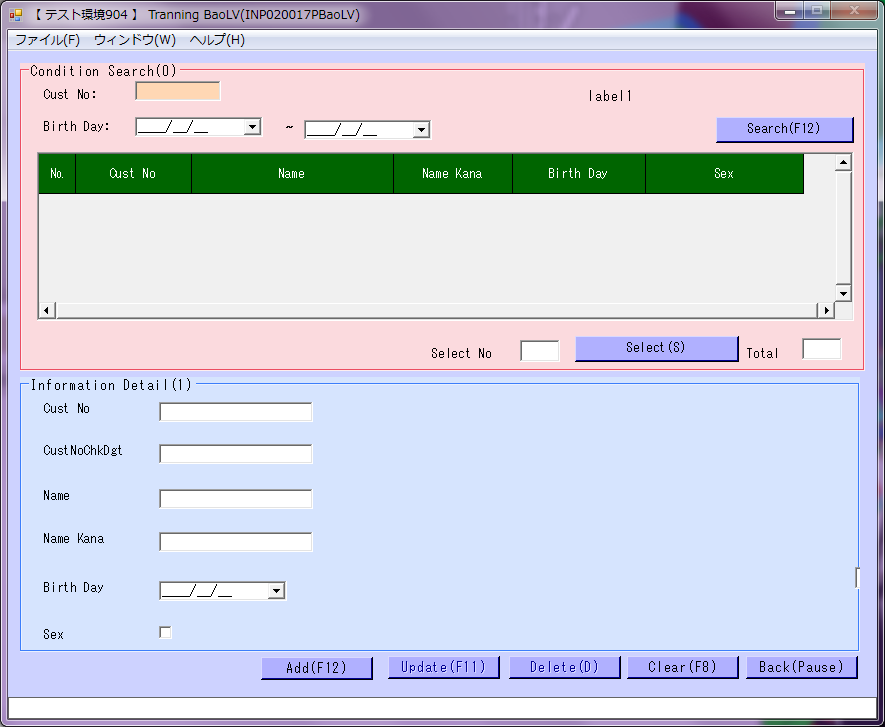 【 テスト環境904 】 Tranning BaoLV(INP020017PBaoLV)
ファイル(F) ウィンドウ(W) ヘルプ(H)
Condition Search(0)
Cust No:
label1
Birth Day: ____/__/__ ~ ____/__/__
Search(F12)
No. Cust No Name Name Kana Birth Day Sex
Select No Select(S) Total
Information Detail(1)
Cust No
CustNoChkDgt
Name
Name Kana
Birth Day ____/__/__
Sex
Add(F12) Update(F11) Delete(D) Clear(F8) Back(Pause)